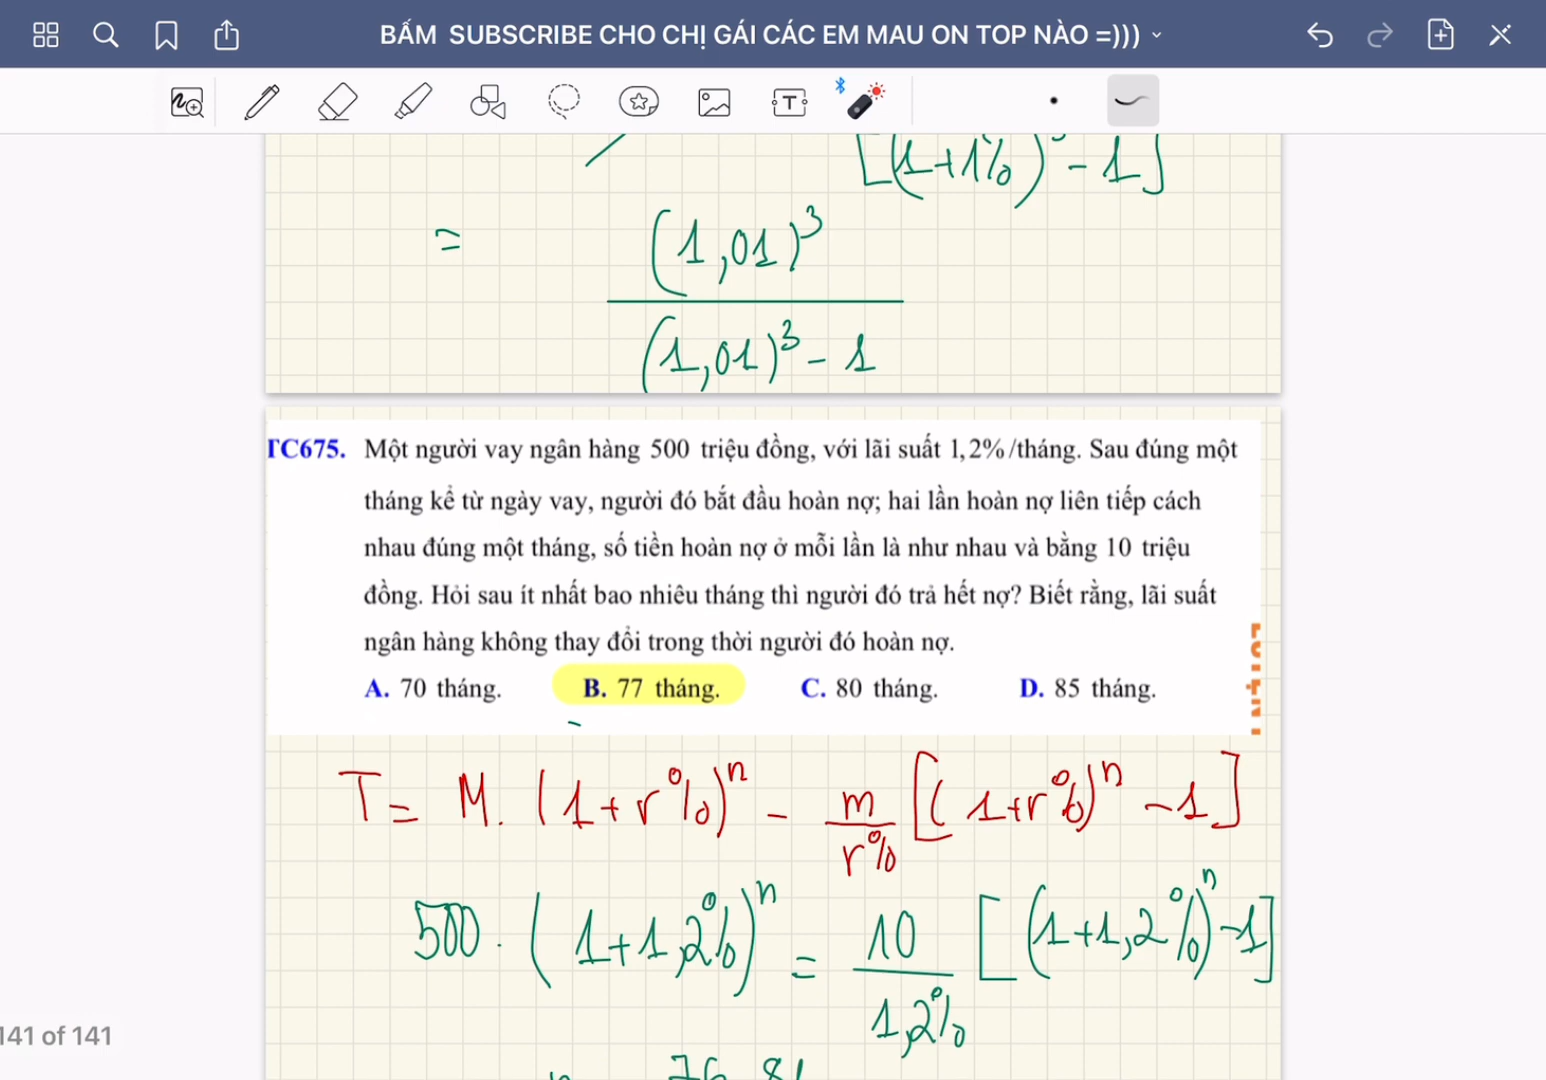 BẤM SUBSCRIBE CHO CHỊ GÁI CÁC EM MAU ON TOP NÀO =)))
[(1+1%)³ - 1]
= (1,01)³
(1,01)³ - 1
TC675. Một người vay ngân hàng 500 triệu đồng, với lãi suất 1,2%/tháng. Sau đúng một
tháng kể từ ngày vay, người đó bắt đầu hoàn nợ; hai lần hoàn nợ liên tiếp cách
nhau đúng một tháng, số tiền hoàn nợ ở mỗi lần là như nhau và bằng 10 triệu
đồng. Hỏi sau ít nhất bao nhiêu tháng thì người đó trả hết nợ? Biết rằng, lãi suất
ngân hàng không thay đổi trong thời người đó hoàn nợ.
A. 70 tháng. B. 77 tháng. C. 80 tháng. D. 85 tháng.
T = M. (1+r%)ⁿ - m/r% [(1+r%)ⁿ - 1]
500. (1+1,2%)ⁿ = 10/1,2% [(1+1,2%)ⁿ - 1]
141 of 141